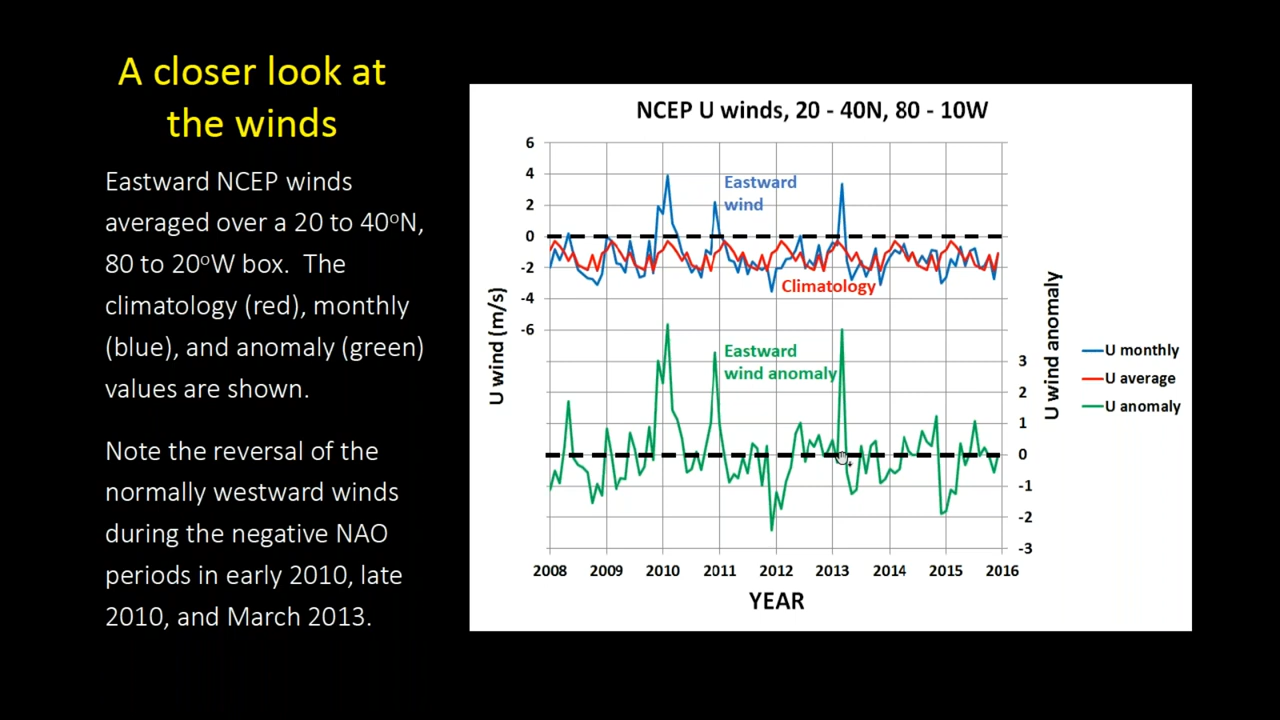 A closer look at
the winds
Eastward NCEP winds
averaged over a 20 to 40ºN,
80 to 20ºW box.  The
climatology (red), monthly
(blue), and anomaly (green)
values are shown.
Note the reversal of the
normally westward winds
during the negative NAO
periods in early 2010, late
2010, and March 2013.
NCEP U winds, 20 - 40N, 80 - 10W
6
4
2
0
-2
-4
-6
U wind (m/s)
Eastward
wind
Climatology
Eastward
wind anomaly
3
2
1
0
-1
-2
-3
U wind anomaly
2008 2009 2010 2011 2012 2013 2014 2015 2016
YEAR
U monthly
U average
U anomaly